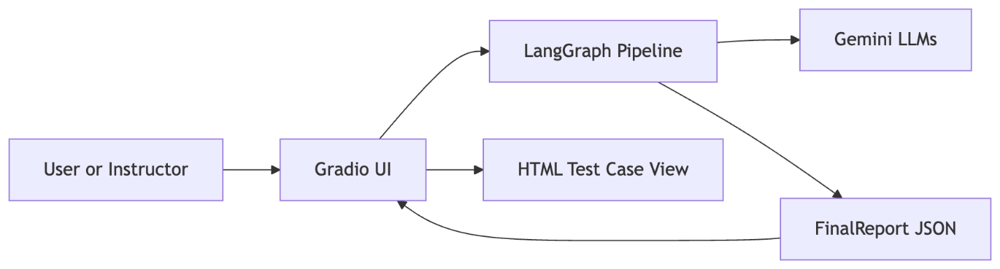 LangGraph Pipeline
Gemini LLMs
User or Instructor
Gradio UI
HTML Test Case View
FinalReport JSON